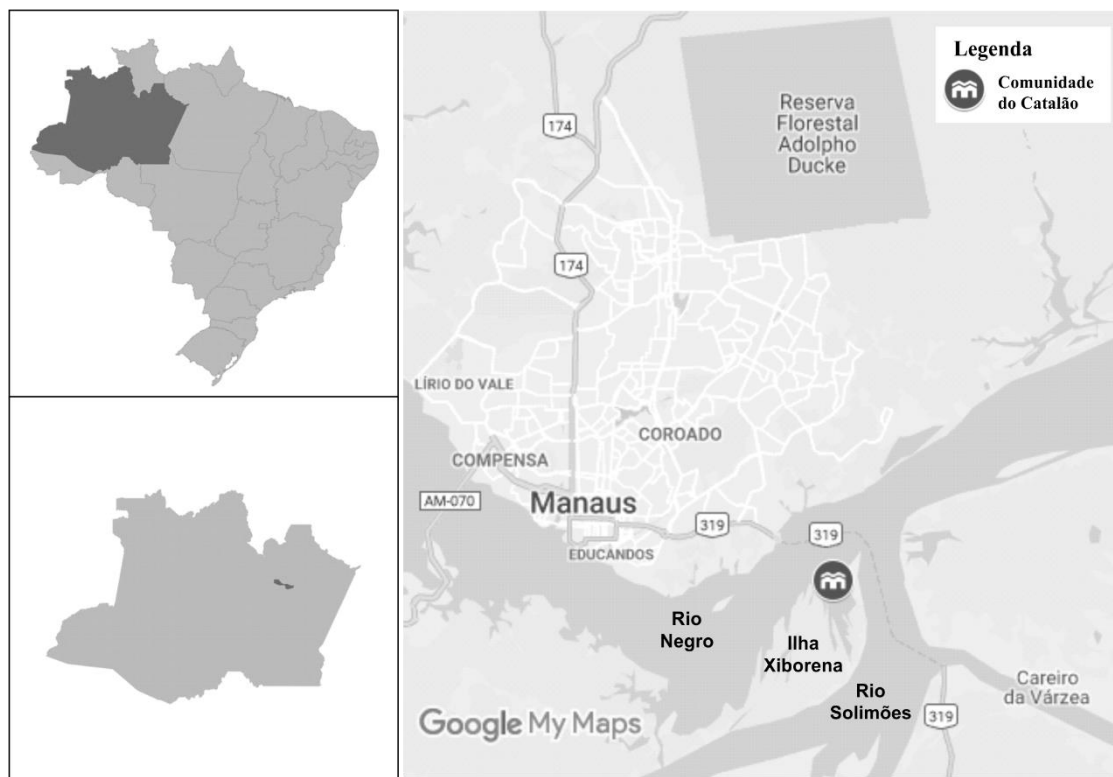 Legenda
Comunidade
do Catalão
174
Reserva
Florestal
Adolpho
Ducke
174
LÍRIO DO VALE
COROADO
COMPENSA
AM-070
Manaus
319
319
EDUCANDOS
Rio
Negro
Ilha
Xiborena
Careiro
da Várzea
Rio
Solimões
319
Google My Maps